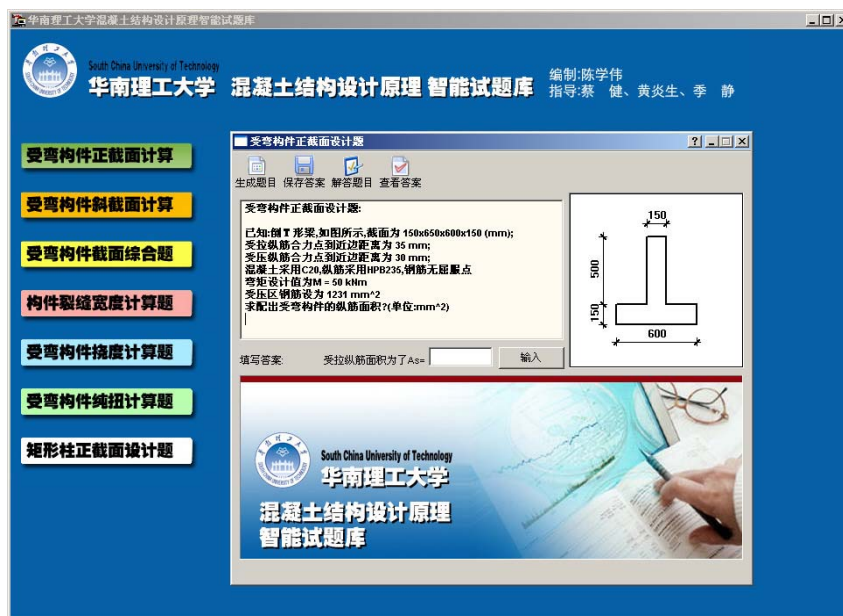 华南理工大学混凝土结构设计原理智能试题库
South China University of Technology
华南理工大学 混凝土结构设计原理 智能试题库
编制:陈学伟
指导:蔡 健、黄炎生、季 静
受弯构件正截面计算
受弯构件斜截面计算
受弯构件截面综合题
构件裂缝宽度计算题
受弯构件挠度计算题
受弯构件纯扭计算题
矩形柱正截面设计题
受弯构件正截面设计题
生成题目 保存答案 解答题目 查看答案
受弯构件正截面设计题:
已知:倒T形梁,如图所示,截面为 150x650x600x150 (mm);
受拉纵筋合力点到近边距离为 35 mm;
受压纵筋合力点到近边距离为 30 mm;
混凝土采用C20,纵筋采用HPB235,钢筋无屈服点
弯矩设计值为M = 50 kNm
受压区钢筋设为 1231 mm^2
求配出受弯构件的纵筋面积?(单位:mm^2)
150
500
150
600
填写答案: 受拉纵筋面积为了As= 输入
South China University of Technology
华南理工大学
混凝土结构设计原理
智能试题库